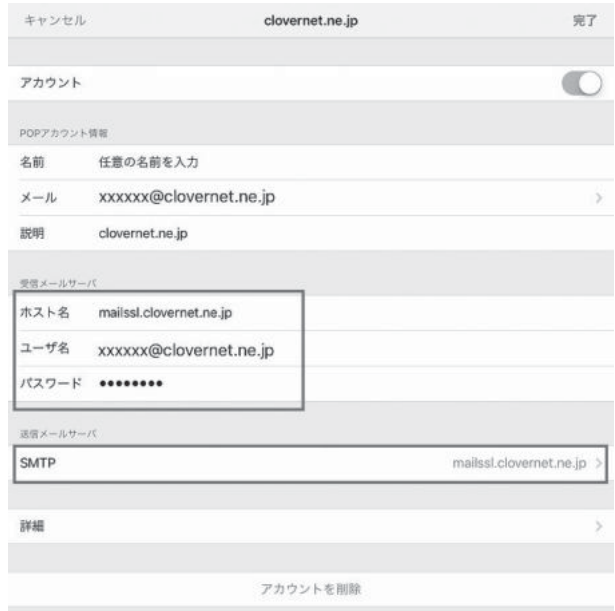 キャンセル clovernet.ne.jp 完了
アカウント
POPアカウント情報
名前 任意の名前を入力
メール xxxxxx@clovernet.ne.jp
説明 clovernet.ne.jp
受信メールサーバ
ホスト名 mailssl.clovernet.ne.jp
ユーザ名 xxxxxx@clovernet.ne.jp
パスワード ●●●●●●●●
送信メールサーバ
SMTP mailssl.clovernet.ne.jp
詳細
アカウントを削除